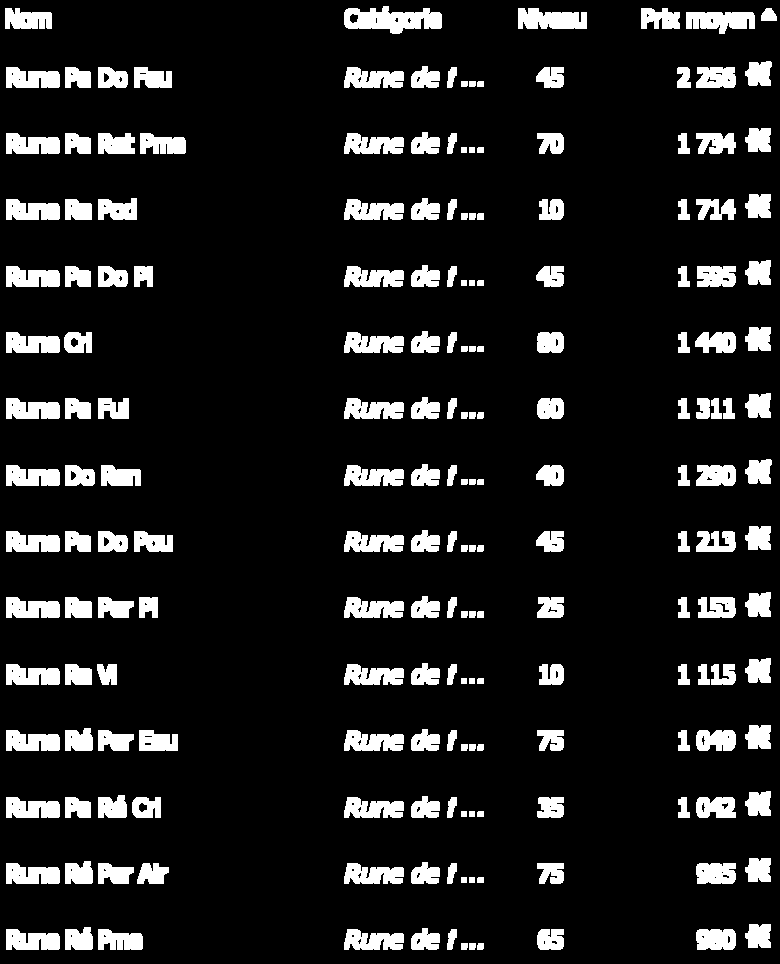 Nom Catégorie Niveau Prix moyen
Rune Pa Do Feu Rune de f ... 45 2 256
Rune Pa Ret Pme Rune de f ... 70 1 734
Rune Ra Pod Rune de f ... 10 1 714
Rune Pa Do Pi Rune de f ... 45 1 595
Rune Cri Rune de f ... 80 1 440
Rune Pa Fui Rune de f ... 60 1 311
Rune Do Ren Rune de f ... 40 1 290
Rune Pa Do Pou Rune de f ... 45 1 213
Rune Ra Per Pi Rune de f ... 25 1 153
Rune Ra Vi Rune de f ... 10 1 115
Rune Ré Per Eau Rune de f ... 75 1 049
Rune Pa Ré Cri Rune de f ... 35 1 042
Rune Ré Per Air Rune de f ... 75 985
Rune Ré Pme Rune de f ... 65 980